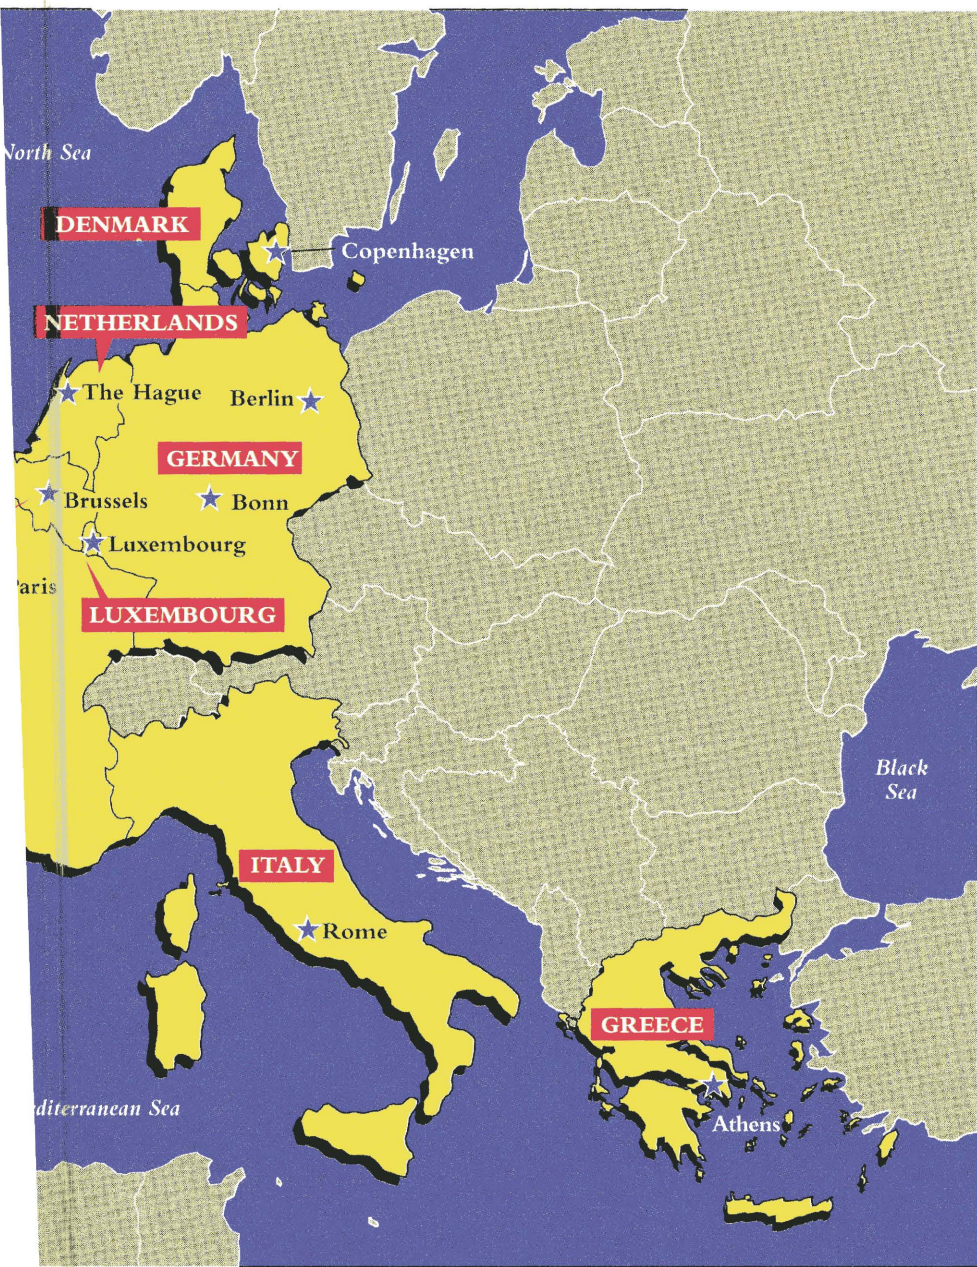 North Sea
DENMARK
Copenhagen
NETHERLANDS
The Hague
Berlin
GERMANY
Brussels
Bonn
Luxembourg
aris
LUXEMBOURG
Black
Sea
ITALY
Rome
GREECE
diterranean Sea
Athens